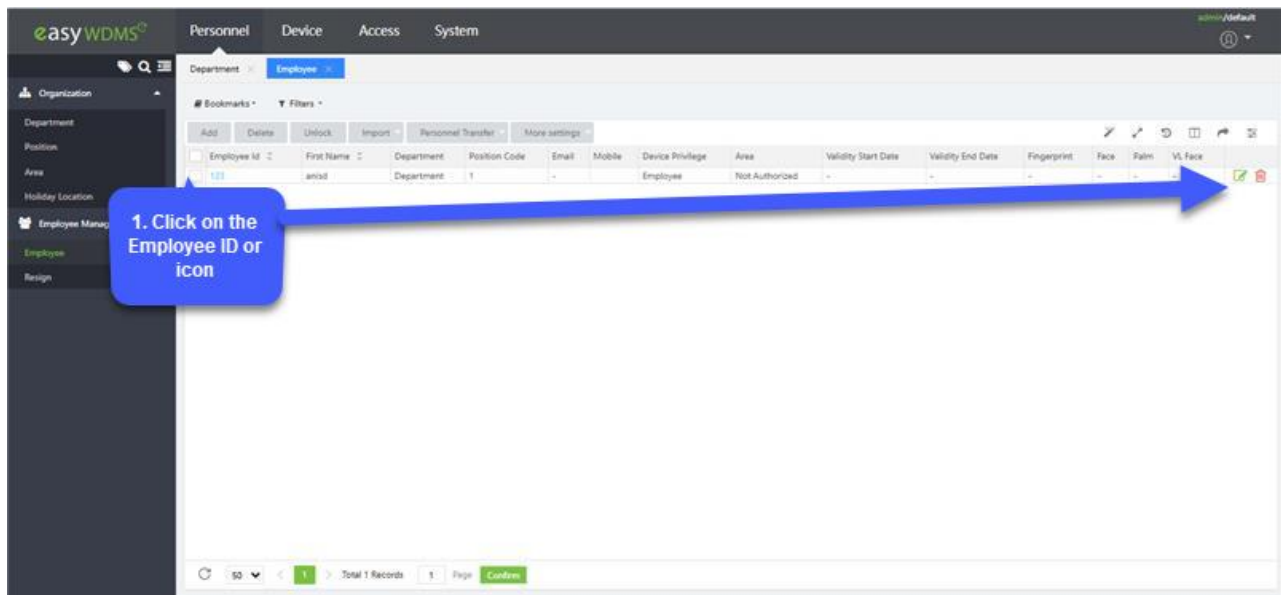 easy WDMS
Personnel Device Access System
admin/default
Department Employee
Organization
Bookmarks Filters
Department
Add Delete Unlock Import Personnel Transfer More settings
Position
Employee Id First Name Department Position Code Email Mobile Device Privilege Area Validity Start Date Validity End Date Fingerprint Face Palm VL Face
Area
123 anisd Department 1 - Employee Not Authorized - - - - - -
Holiday Location
Employee Manag
1. Click on the
Employee ID or
icon
Employee
Resign
50 1 Total 1 Records 1 Page Confirm